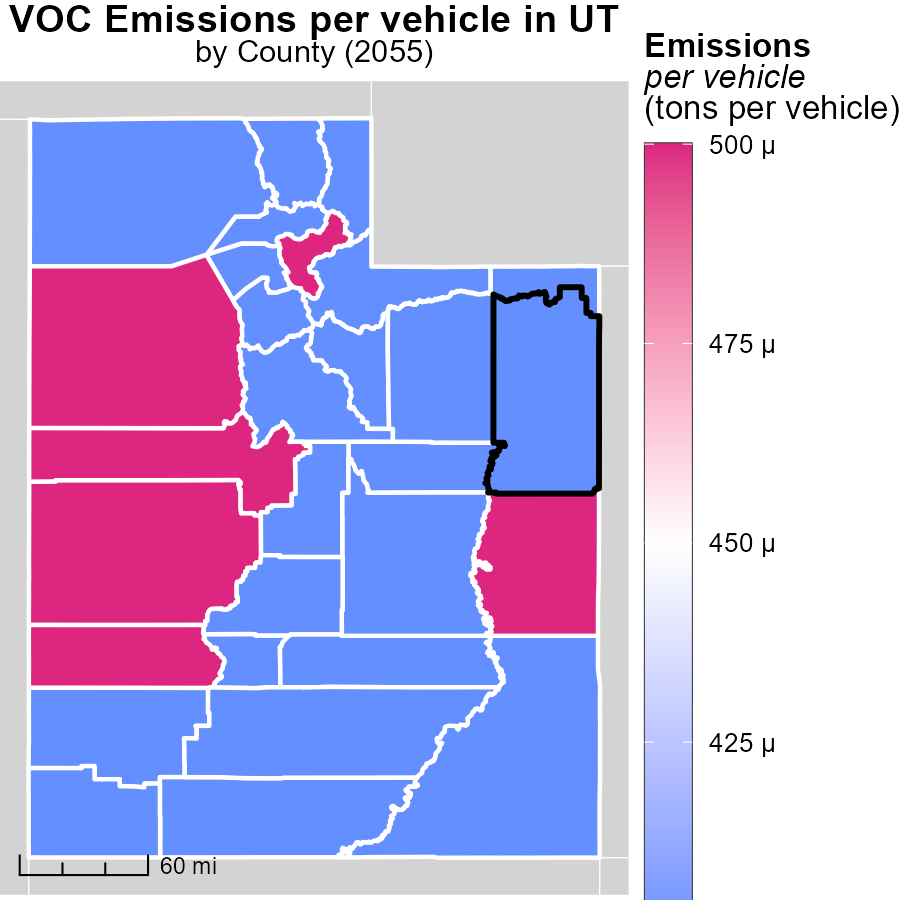 VOC Emissions per vehicle in UT
by County (2055)
Emissions
per vehicle
(tons per vehicle)
500 µ
475 µ
450 µ
425 µ
60 mi